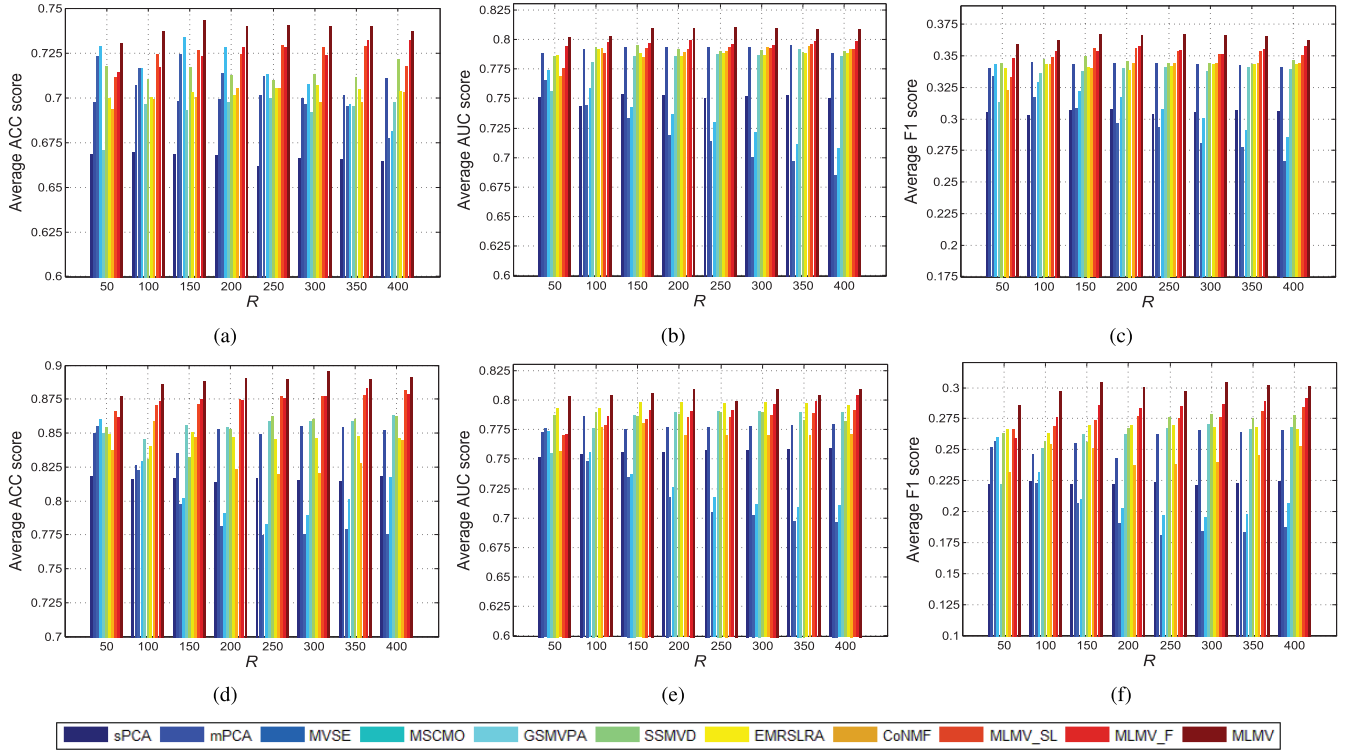 Average ACC score
0.75
0.725
0.7
0.675
0.65
0.625
0.6
50 100 150 200 250 300 350 400
R
(a)
Average AUC score
0.825
0.8
0.775
0.75
0.725
0.7
0.675
0.65
0.625
0.6
50 100 150 200 250 300 350 400
R
(b)
Average F1 score
0.375
0.35
0.325
0.3
0.275
0.25
0.225
0.2
0.175
50 100 150 200 250 300 350 400
R
(c)
Average ACC score
0.9
0.875
0.85
0.825
0.8
0.775
0.75
0.725
0.7
50 100 150 200 250 300 350 400
R
(d)
Average AUC score
0.825
0.8
0.775
0.75
0.725
0.7
0.675
0.65
0.625
0.6
50 100 150 200 250 300 350 400
R
(e)
Average F1 score
0.3
0.275
0.25
0.225
0.2
0.175
0.15
0.125
0.1
50 100 150 200 250 300 350 400
R
(f)
sPCA mPCA MVSE MSCMO GSMVPA SSMVD EMRSLRA CoNMF MLMV_SL MLMV_F MLMV